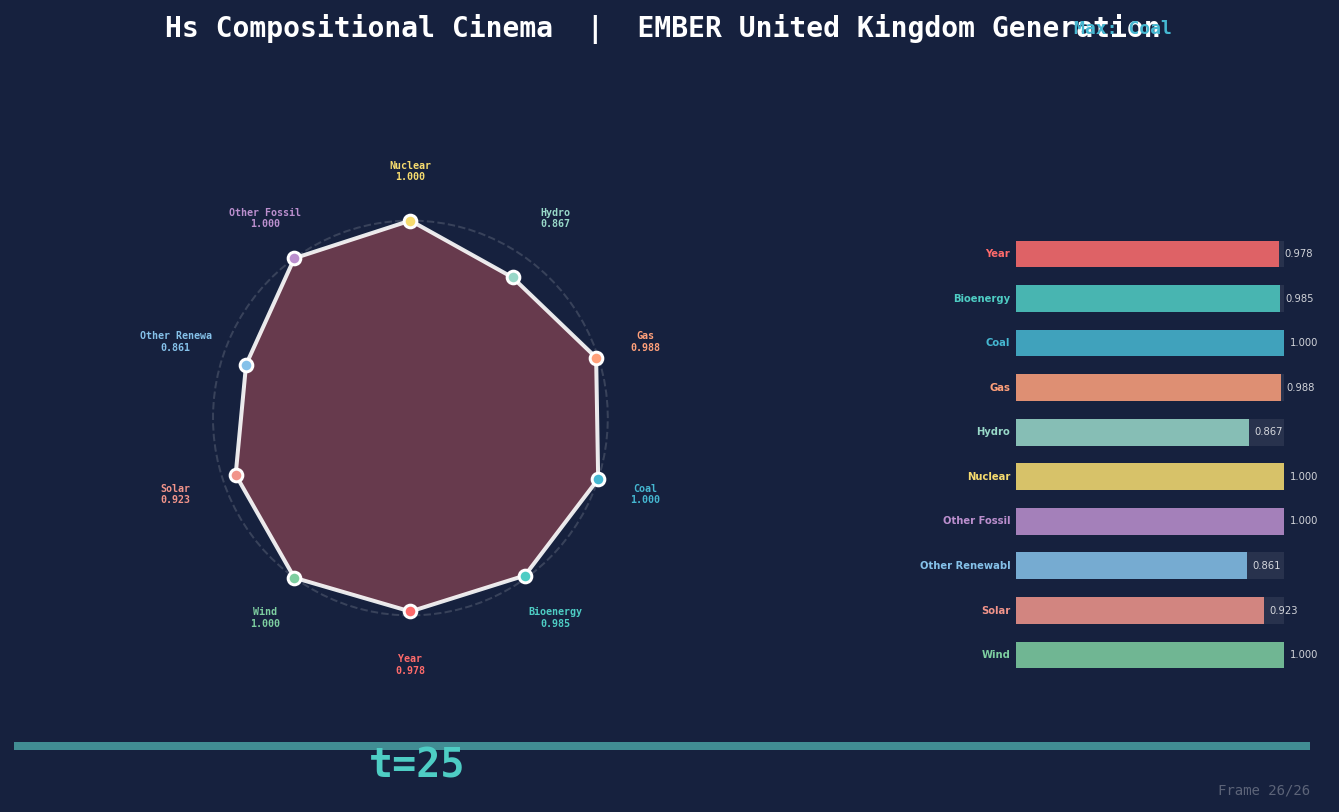 Hs Compositional Cinema | EMBER United Kingdom Generation
Max: Coal
Nuclear
1.000
Other Fossil
1.000
Hydro
0.867
Other Renewa
0.861
Gas
0.988
Solar
0.923
Coal
1.000
Wind
1.000
Bioenergy
0.985
Year
0.978
Year 0.978
Bioenergy 0.985
Coal 1.000
Gas 0.988
Hydro 0.867
Nuclear 1.000
Other Fossil 1.000
Other Renewabl 0.861
Solar 0.923
Wind 1.000
t=25
Frame 26/26